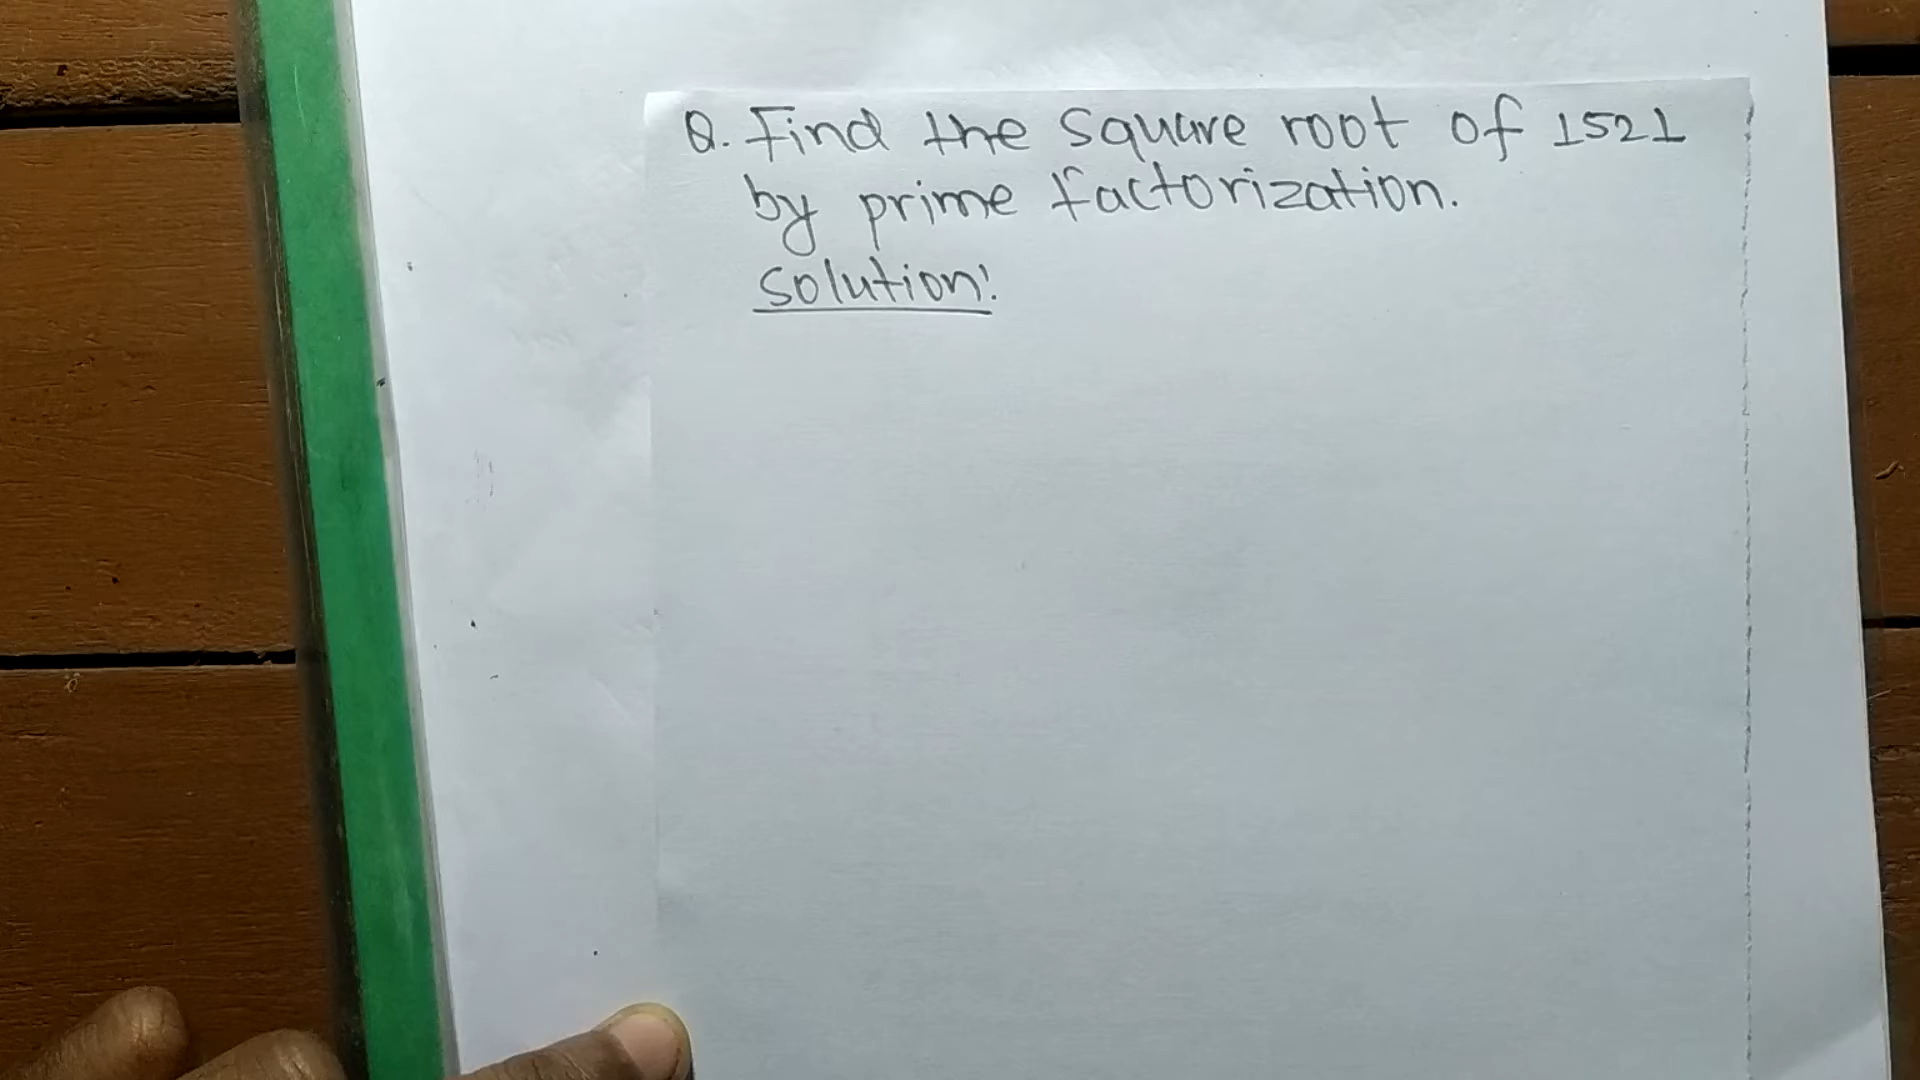 Q. Find the square root of 1521
by prime factorization.
Solution: